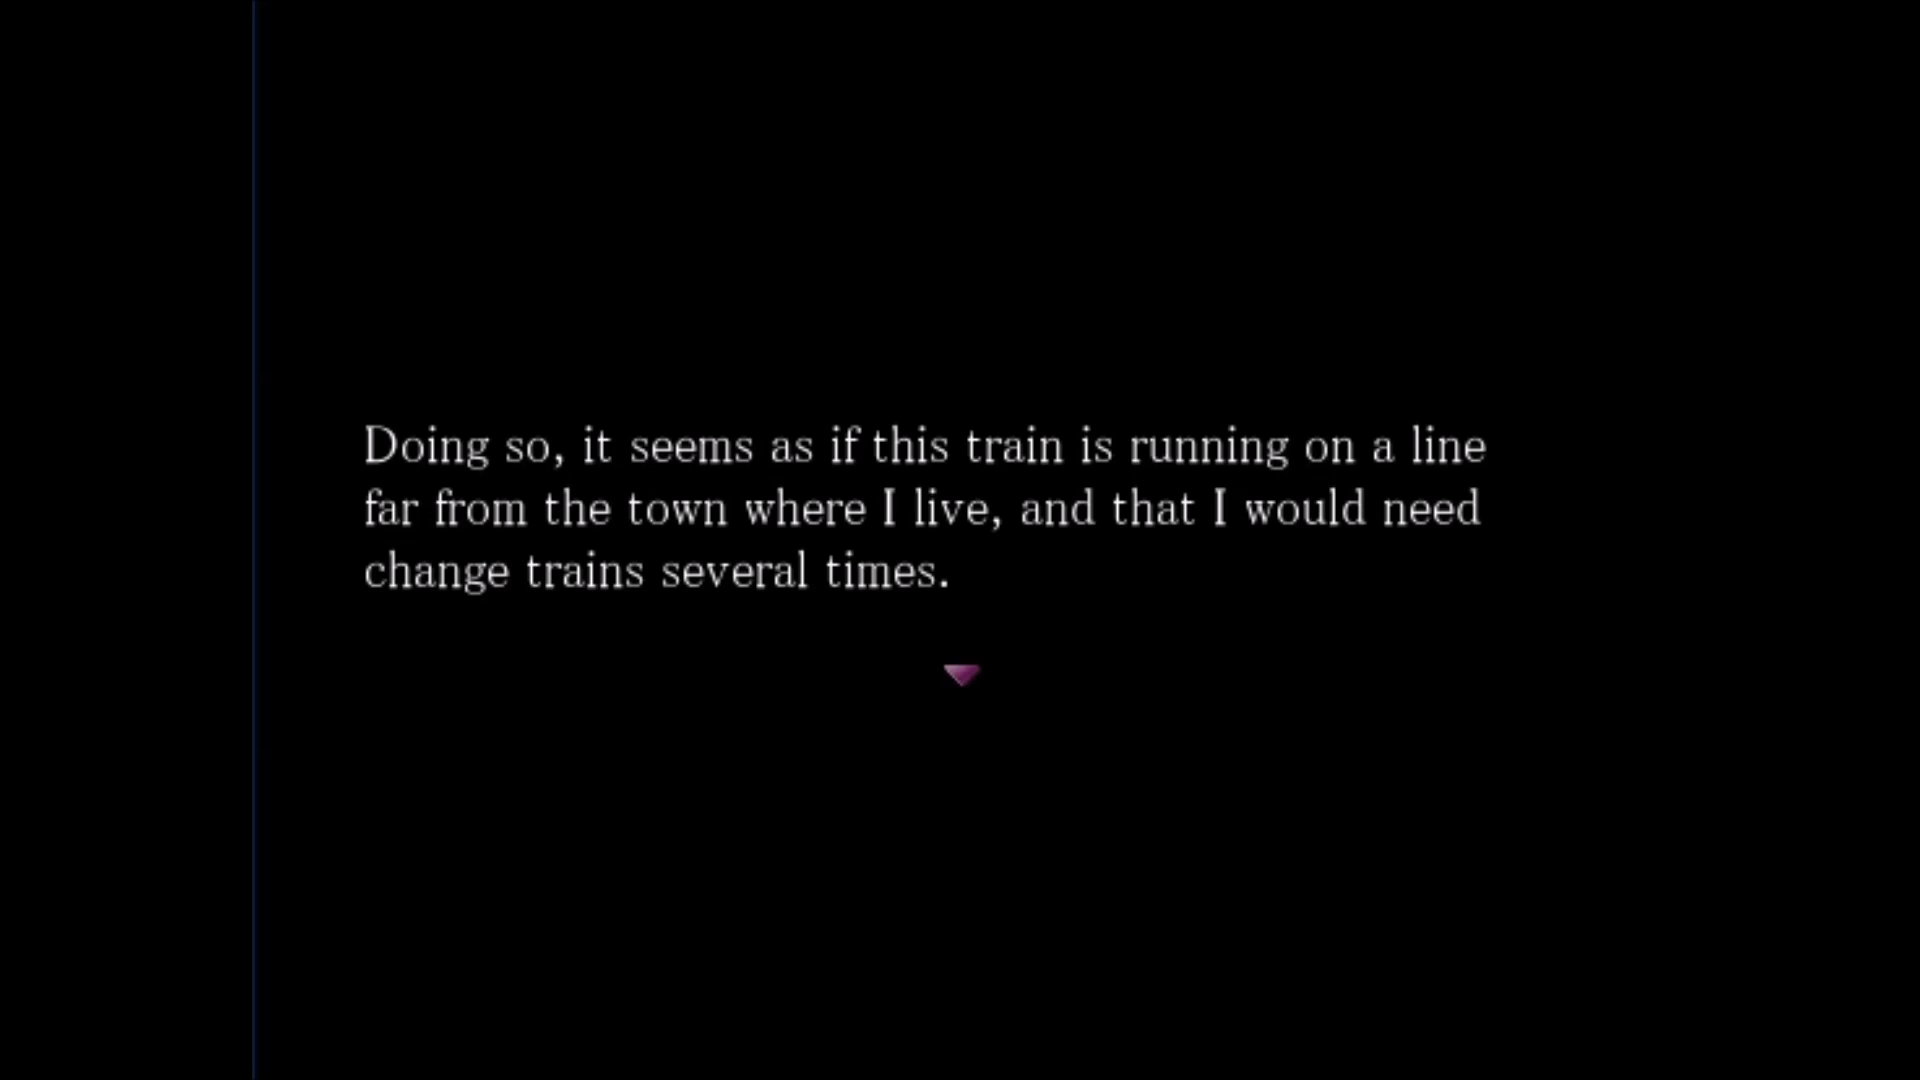 Doing so, it seems as if this train is running on a line
far from the town where I live, and that I would need
change trains several times.